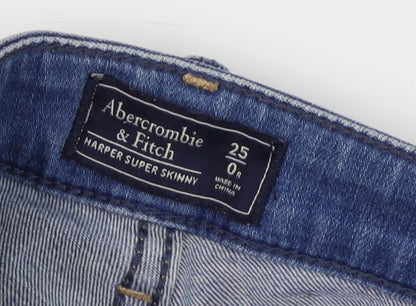 Abercrombie
& Fitch
HARPER SUPER SKINNY
25
0R
MADE IN
CHINA